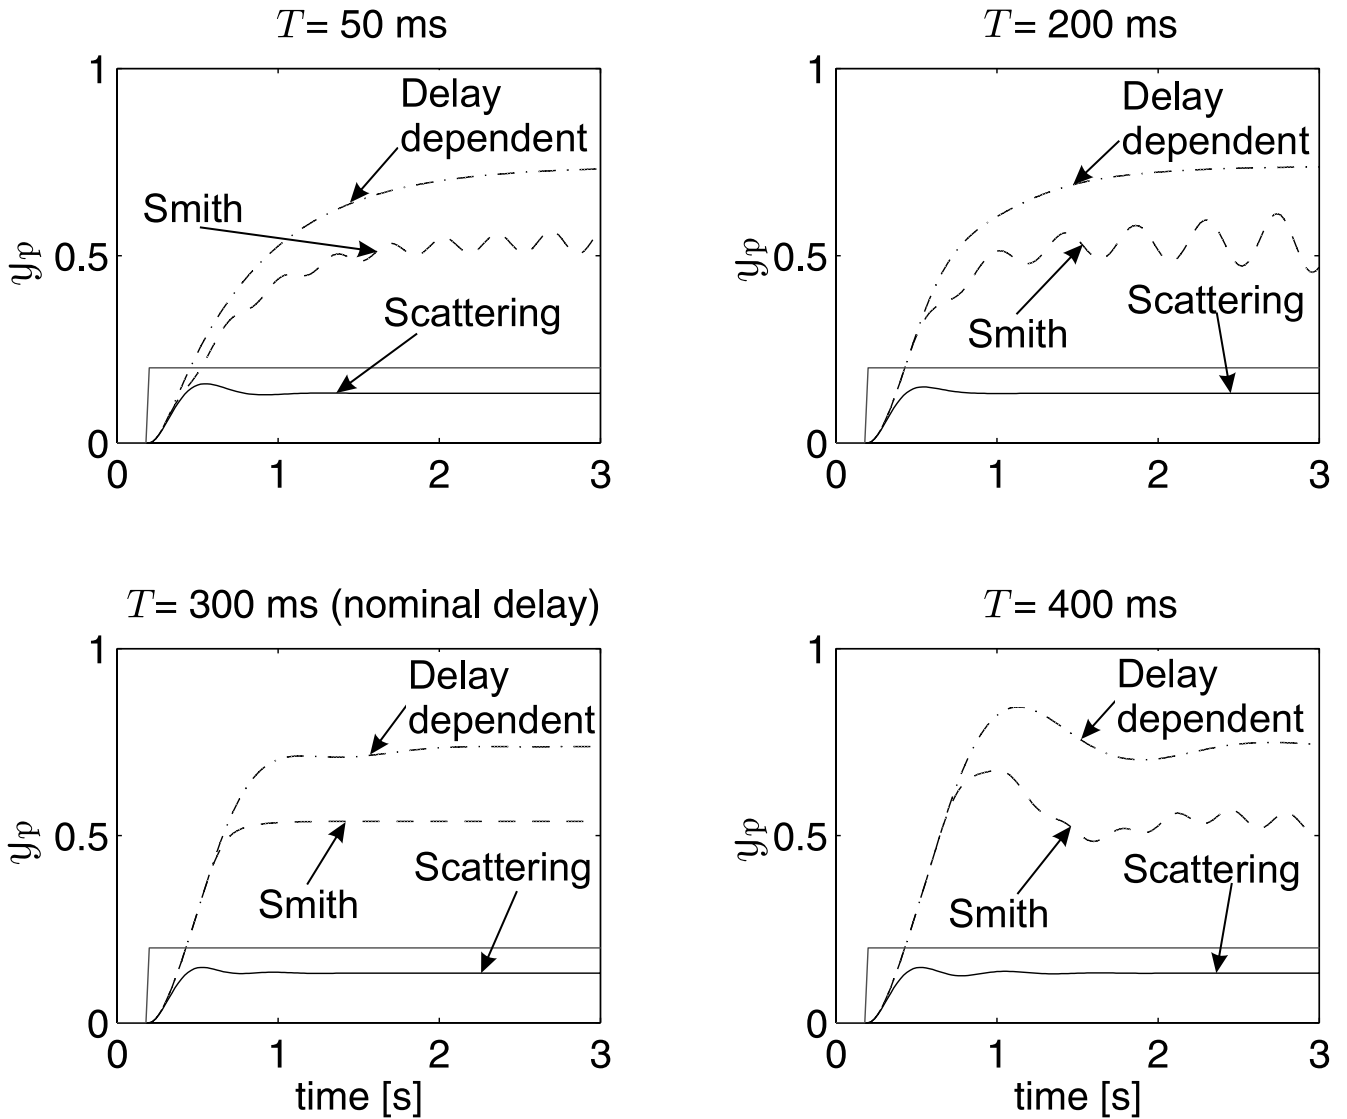 T= 50 ms
1
Delay
dependent
Smith
0.5
yp
Scattering
0
0 1 2 3
T= 200 ms
1
Delay
dependent
0.5
yp
Scattering
Smith
0
0 1 2 3
T= 300 ms (nominal delay)
1
Delay
dependent
0.5
yp
Scattering
Smith
0
0 1 2 3
time [s]
T= 400 ms
1
Delay
dependent
0.5
yp
Scattering
Smith
0
0 1 2 3
time [s]